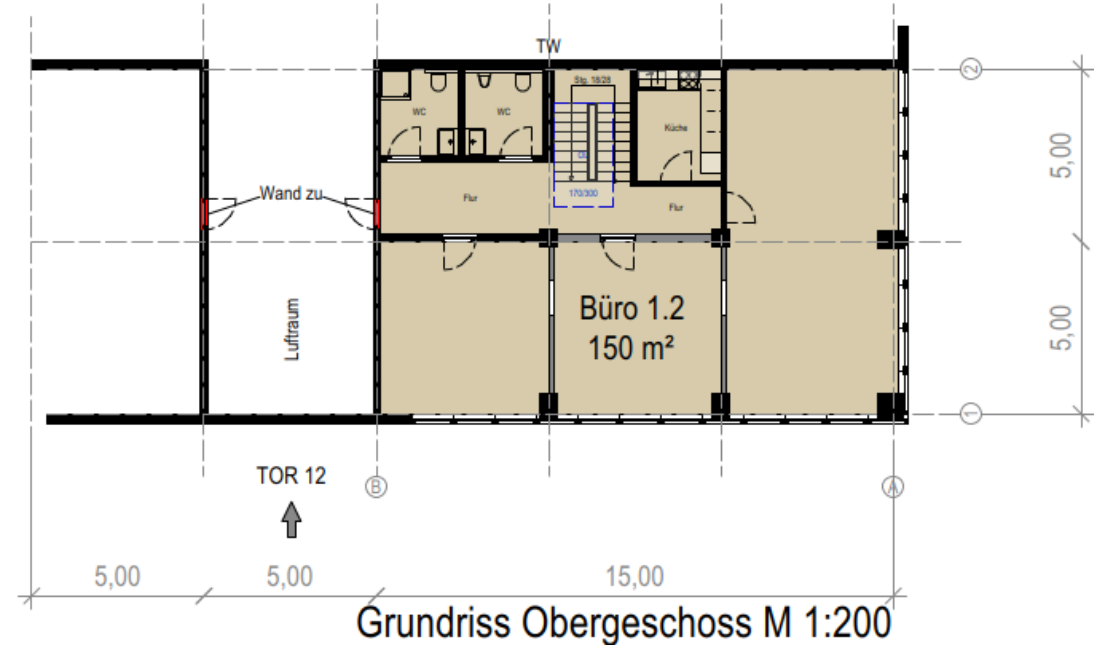 TW
2
Stg. 18/28
WC
WC
Küche
5,00
Wand zu
170/300
Flur
Flur
Büro 1.2
150 m²
Luftraum
5,00
1
TOR 12
B
A
5,00
5,00
15,00
Grundriss Obergeschoss M 1:200